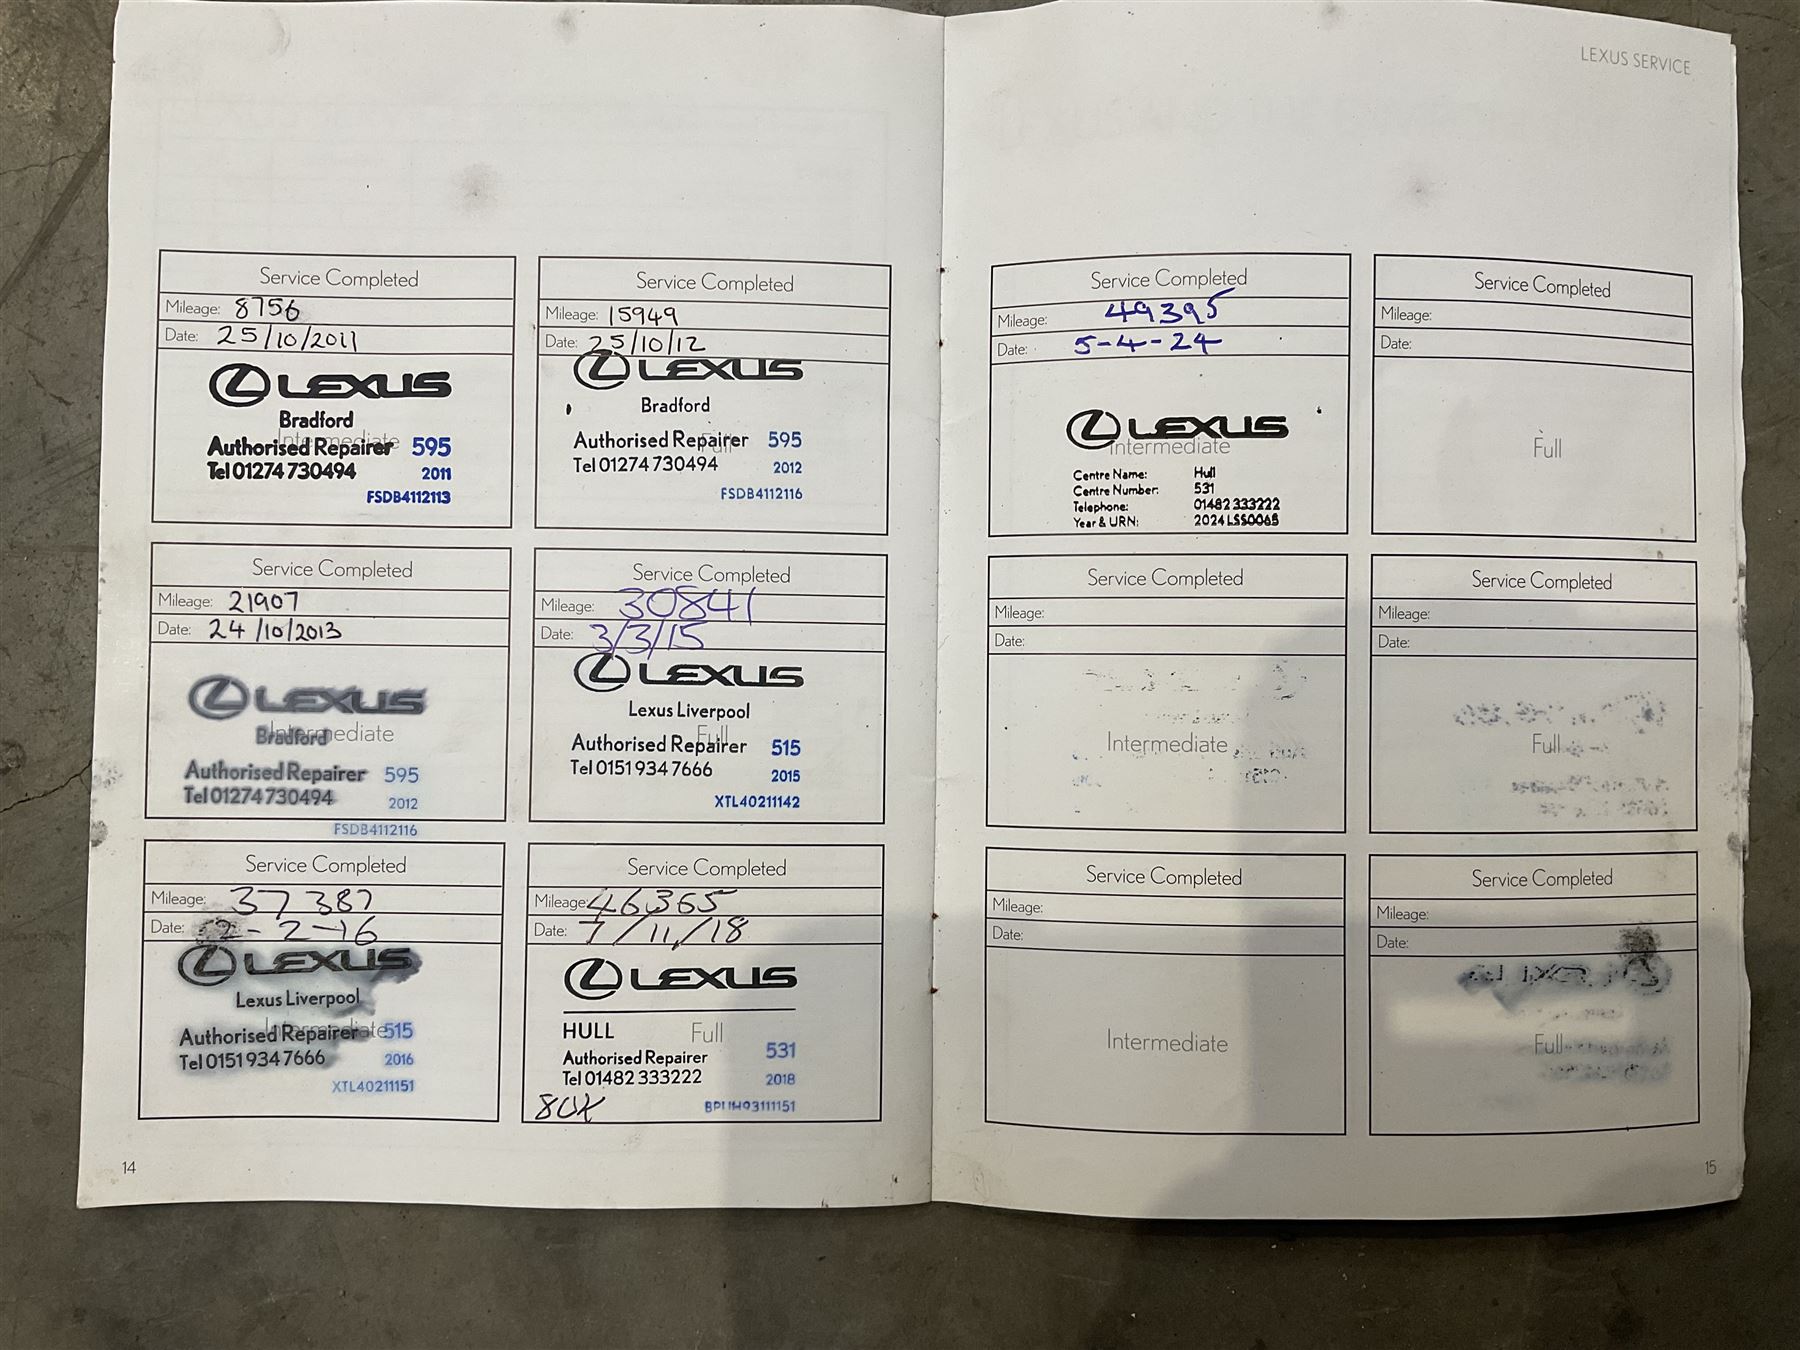 LEXUS SERVICE
Service Completed
Mileage: 8756
Date: 25/10/2011
LEXUS
Bradford
Intermediate
Authorised Repairer 595
Tel 01274 730494 2011
FSDB4112113
Service Completed
Mileage: 15949
Date: 25/10/12
LEXUS
Bradford
Full
Authorised Repairer 595
Tel 01274 730494 2012
FSDB4112116
Service Completed
Mileage: 21907
Date: 24/10/2013
LEXUS
Bradford
Intermediate
Authorised Repairer 595
Tel 01274 730494 2012
FSDB4112116
Service Completed
Mileage: 30841
Date: 3/3/15
LEXUS
Lexus Liverpool
Full
Authorised Repairer 515
Tel 0151 934 7666 2015
XTL40211142
Service Completed
Mileage: 37387
Date: 2-2-16
LEXUS
Lexus Liverpool
Intermediate
Authorised Repairer 515
Tel 0151 934 7666 2016
XTL40211151
Service Completed
Mileage: 46365
Date: 7/11/18
LEXUS
HULL
Full
Authorised Repairer 531
Tel 01482 333222 2018
14
Service Completed
Mileage: 49395
Date: 5-4-24
LEXUS
Intermediate
Centre Name: Hull
Centre Number: 531
Telephone: 01482 333222
Year & URN: 2024 LSS0065
Service Completed
Mileage:
Date:
Full
Service Completed
Mileage:
Date:
Intermediate
Service Completed
Mileage:
Date:
Full
Service Completed
Mileage:
Date:
Intermediate
Service Completed
Mileage:
Date:
Full
15